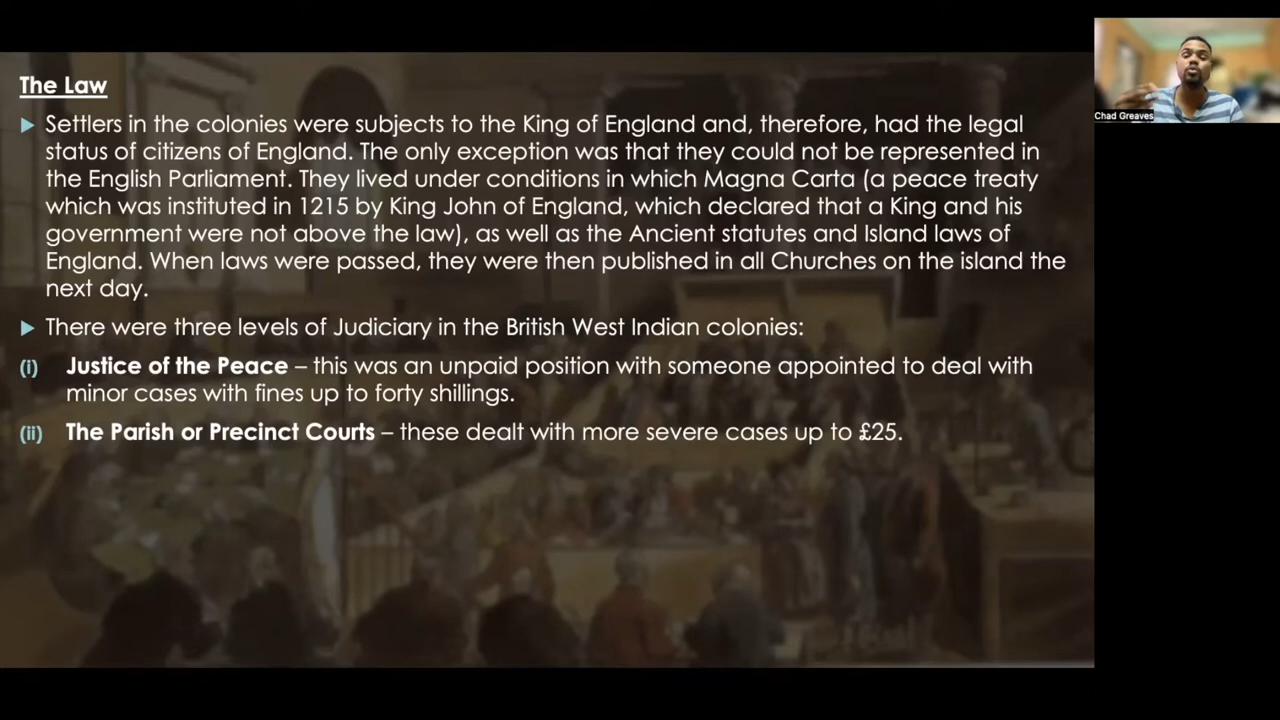 The Law
Settlers in the colonies were subjects to the King of England and, therefore, had the legal
status of citizens of England. The only exception was that they could not be represented in
the English Parliament. They lived under conditions in which Magna Carta (a peace treaty
which was instituted in 1215 by King John of England, which declared that a King and his
government were not above the law), as well as the Ancient statutes and Island laws of
England. When laws were passed, they were then published in all Churches on the island the
next day.
There were three levels of Judiciary in the British West Indian colonies:
(i) Justice of the Peace – this was an unpaid position with someone appointed to deal with
minor cases with fines up to forty shillings.
(ii) The Parish or Precinct Courts – these dealt with more severe cases up to £25.
Chad Greaves